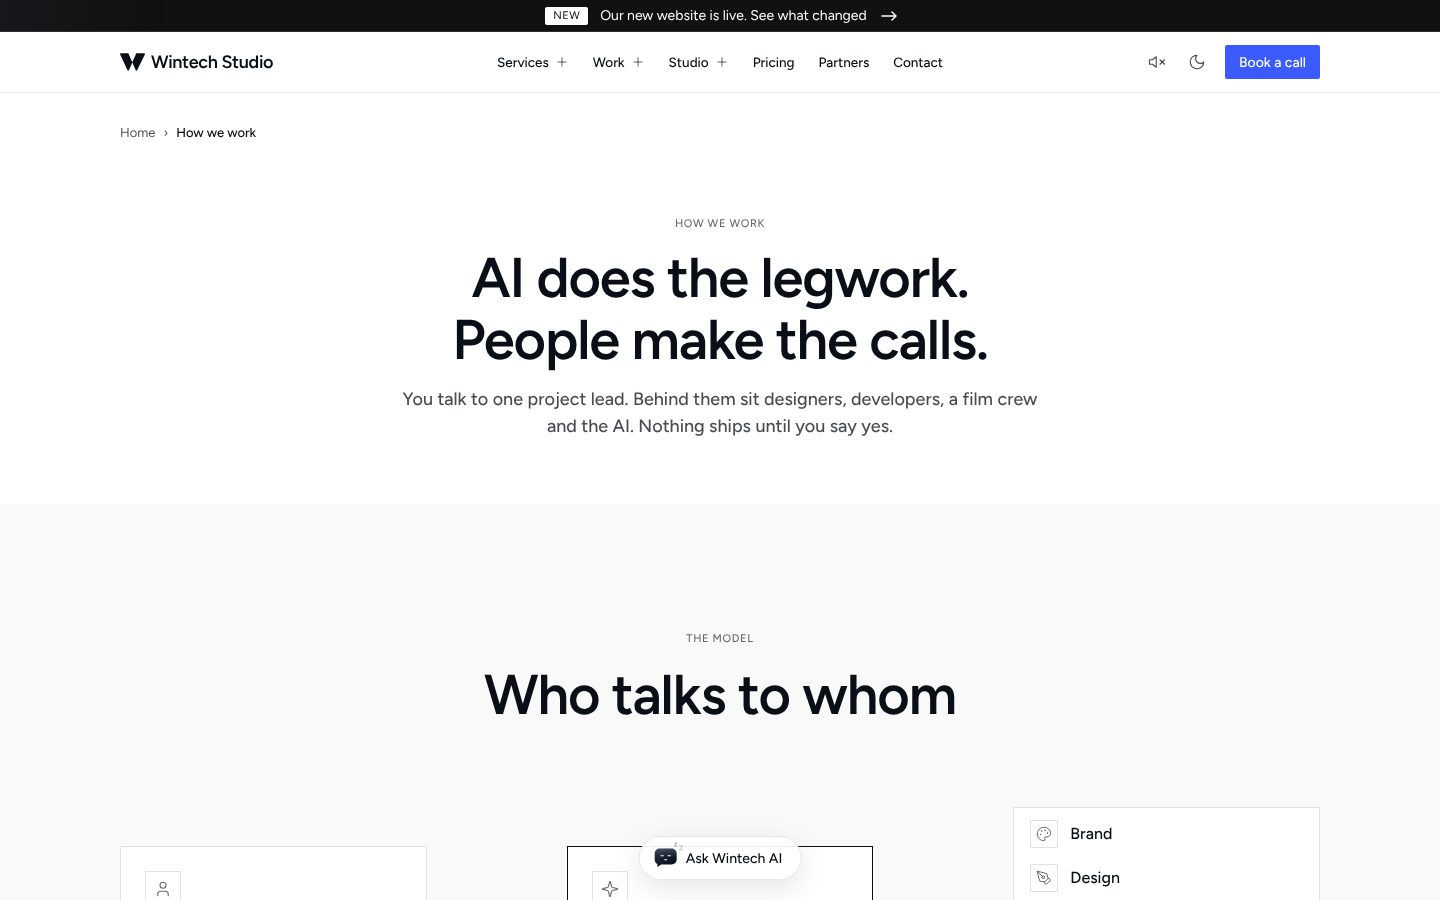 NEW Our new website is live. See what changed
Wintech Studio
Services
Work
Studio
Pricing
Partners
Contact
Book a call
Home › How we work
HOW WE WORK
AI does the legwork.
People make the calls.
You talk to one project lead. Behind them sit designers, developers, a film crew
and the AI. Nothing ships until you say yes.
THE MODEL
Who talks to whom
Brand
Design
Ask Wintech AI